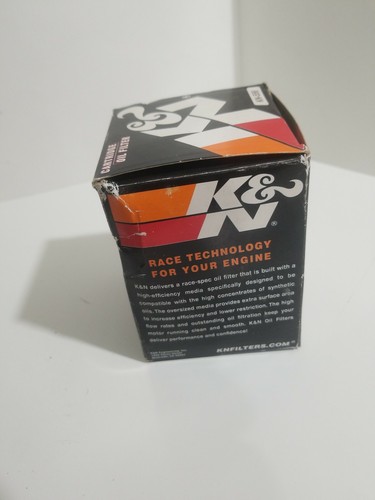 CARTRIDGE
OIL FILTER
K&N
K&
N®
RACE TECHNOLOGY
FOR YOUR ENGINE
K&N delivers a race-spec oil filter that is built with a
high-efficiency media specifically designed to be
compatible with the high concentrates of synthetic
oils. The oversized media provides extra surface area
to increase efficiency and lower restriction. The high
flow rates and outstanding oil filtration keep your
motor running clean and smooth. K&N Oil Filters
deliver performance and confidence!
KNFILTERS.COM®